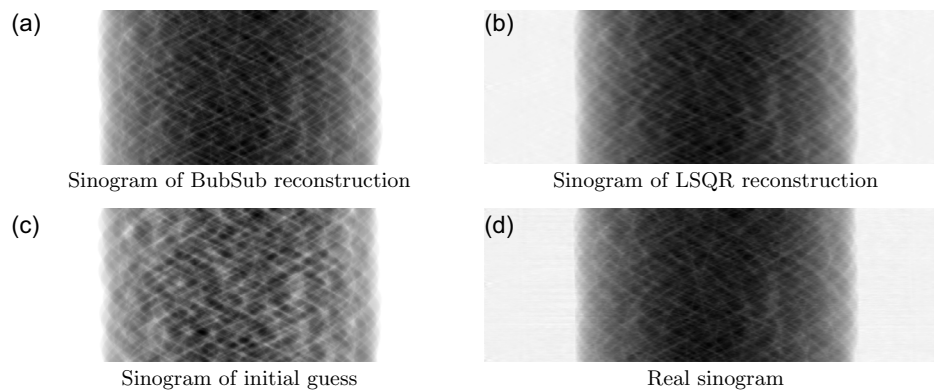 (a)
Sinogram of BubSub reconstruction
(b)
Sinogram of LSQR reconstruction
(c)
Sinogram of initial guess
(d)
Real sinogram